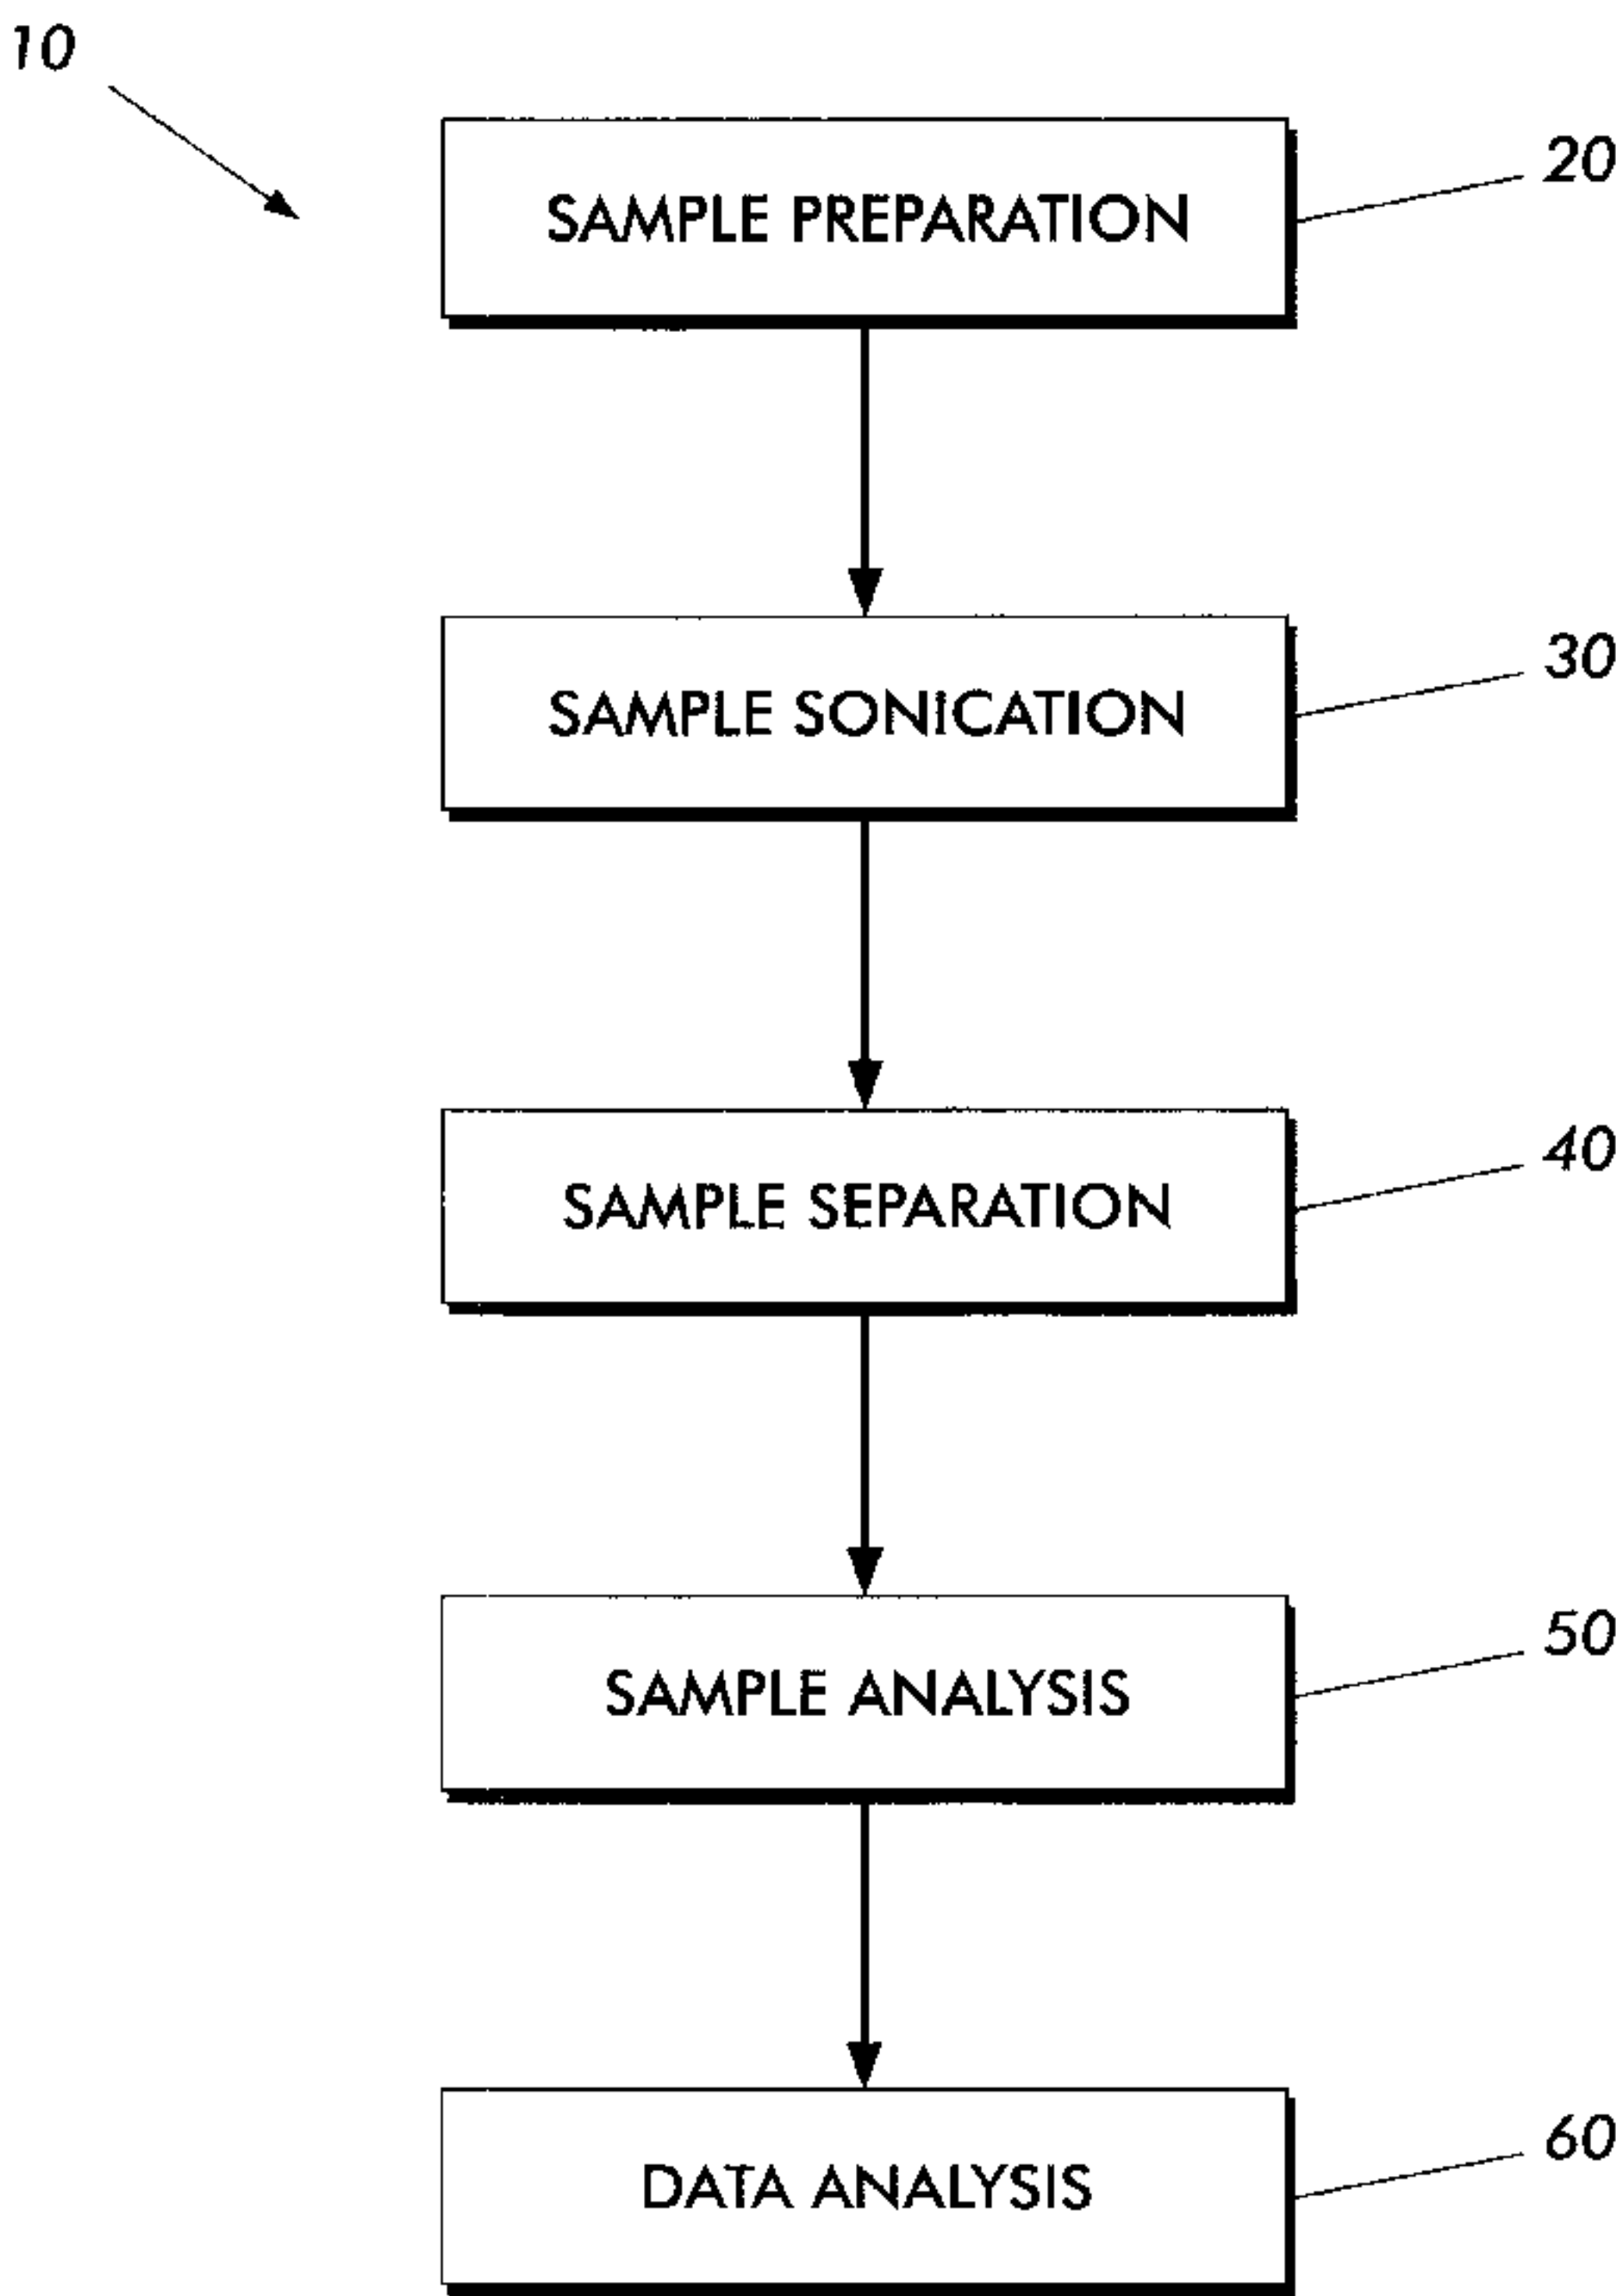 10
SAMPLE PREPARATION
20
SAMPLE SONICATION
30
SAMPLE SEPARATION
40
SAMPLE ANALYSIS
50
DATA ANALYSIS
60